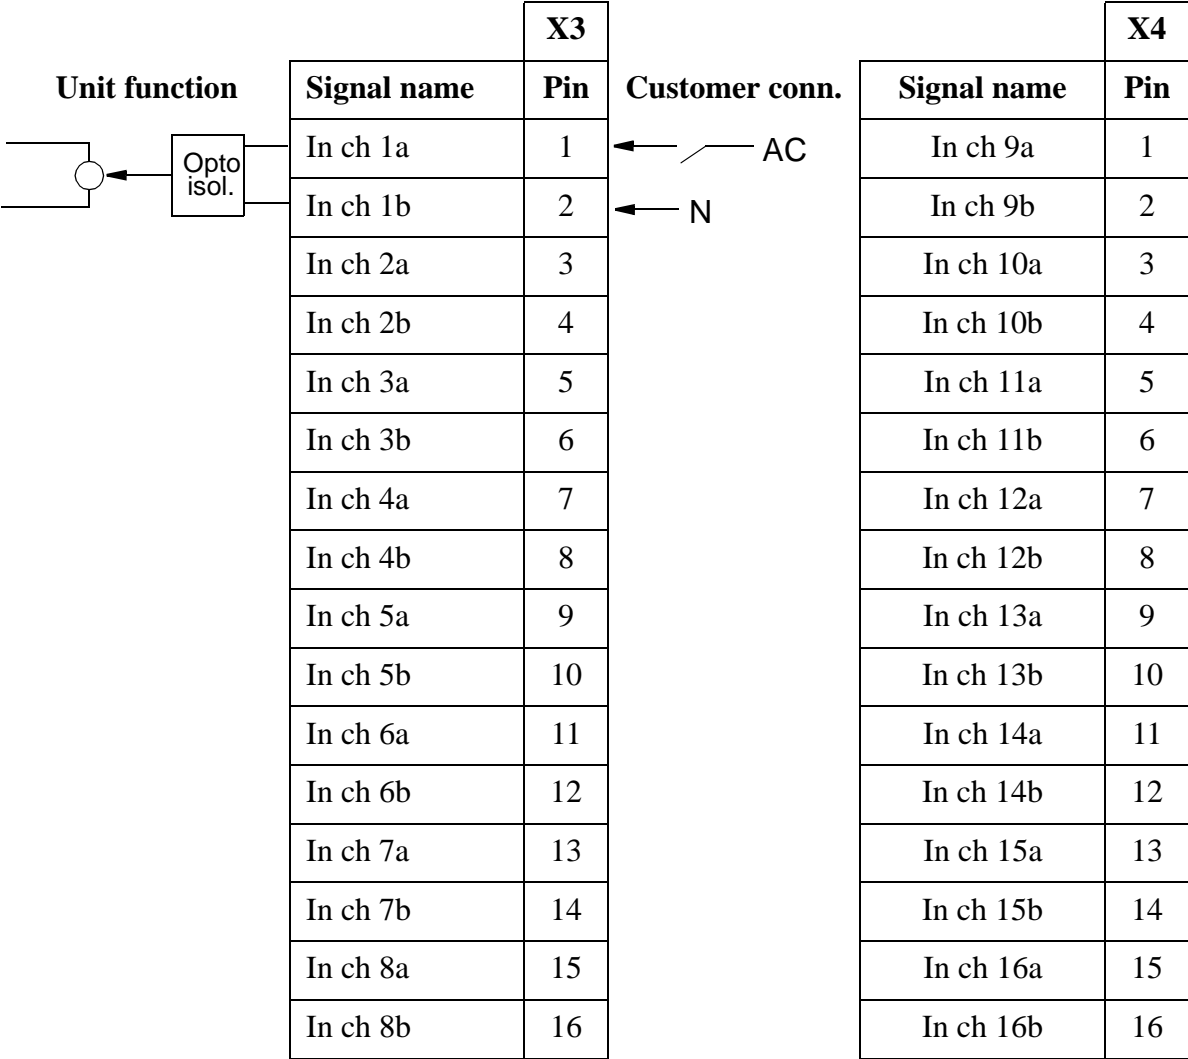 X3 X4
Unit function Signal name Pin Customer conn. Signal name Pin
Opto
isol.
In ch 1a 1 AC In ch 9a 1
In ch 1b 2 N In ch 9b 2
In ch 2a 3 In ch 10a 3
In ch 2b 4 In ch 10b 4
In ch 3a 5 In ch 11a 5
In ch 3b 6 In ch 11b 6
In ch 4a 7 In ch 12a 7
In ch 4b 8 In ch 12b 8
In ch 5a 9 In ch 13a 9
In ch 5b 10 In ch 13b 10
In ch 6a 11 In ch 14a 11
In ch 6b 12 In ch 14b 12
In ch 7a 13 In ch 15a 13
In ch 7b 14 In ch 15b 14
In ch 8a 15 In ch 16a 15
In ch 8b 16 In ch 16b 16